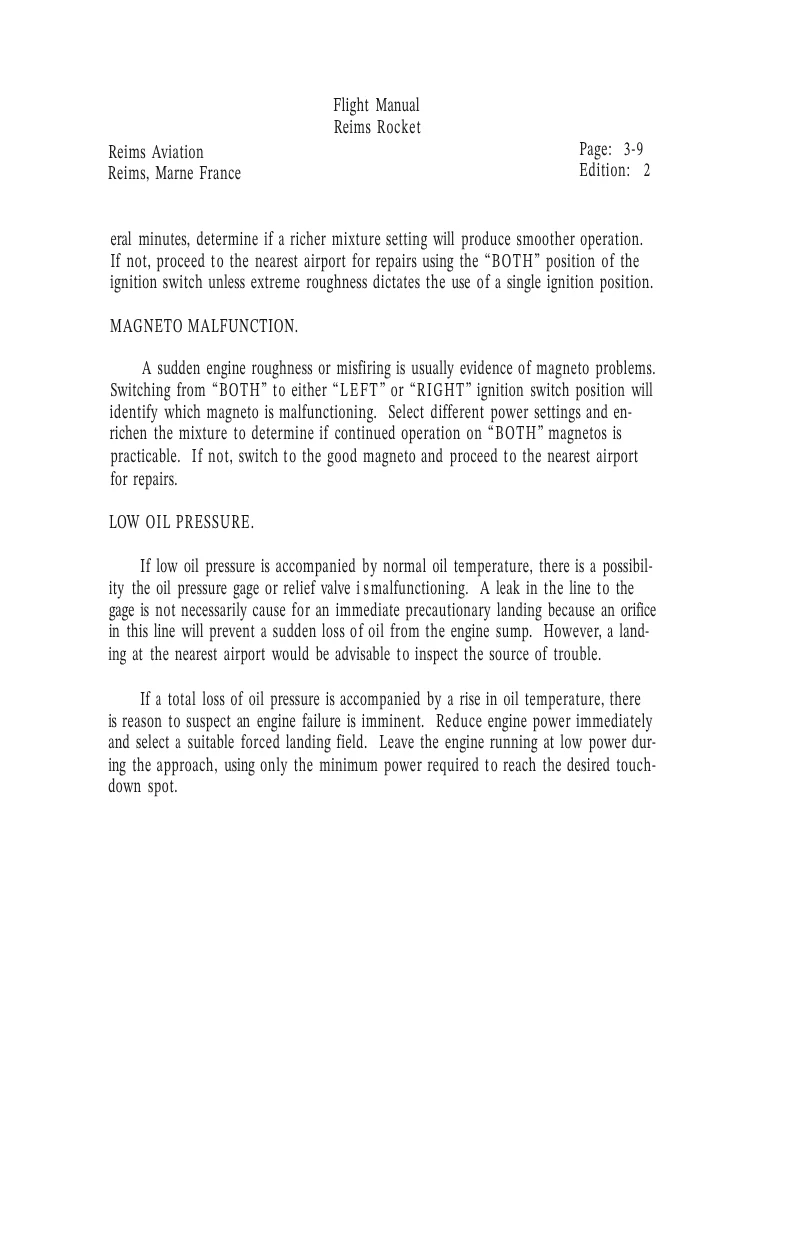 Flight Manual
Reims Rocket
Reims Aviation
Reims, Marne France
Page: 3-9
Edition: 2
eral minutes, determine if a richer mixture setting will produce smoother operation.
If not, proceed to the nearest airport for repairs using the “BOTH” position of the
ignition switch unless extreme roughness dictates the use of a single ignition position.
MAGNETO MALFUNCTION.
A sudden engine roughness or misfiring is usually evidence of magneto problems.
Switching from “BOTH” to either “LEFT” or “RIGHT” ignition switch position will
identify which magneto is malfunctioning. Select different power settings and en-
richen the mixture to determine if continued operation on “BOTH” magnetos is
practicable. If not, switch to the good magneto and proceed to the nearest airport
for repairs.
LOW OIL PRESSURE.
If low oil pressure is accompanied by normal oil temperature, there is a possibil-
ity the oil pressure gage or relief valve is malfunctioning. A leak in the line to the
gage is not necessarily cause for an immediate precautionary landing because an orifice
in this line will prevent a sudden loss of oil from the engine sump. However, a land-
ing at the nearest airport would be advisable to inspect the source of trouble.
If a total loss of oil pressure is accompanied by a rise in oil temperature, there
is reason to suspect an engine failure is imminent. Reduce engine power immediately
and select a suitable forced landing field. Leave the engine running at low power dur-
ing the approach, using only the minimum power required to reach the desired touch-
down spot.